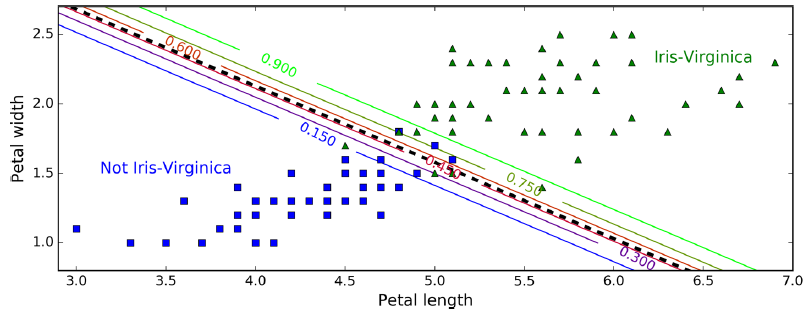 2.5
2.0
1.5
1.0
Petal width
0.600
0.900
Iris-Virginica
0.150
Not Iris-Virginica
0.450
0.750
0.300
3.0 3.5 4.0 4.5 5.0 5.5 6.0 6.5 7.0
Petal length